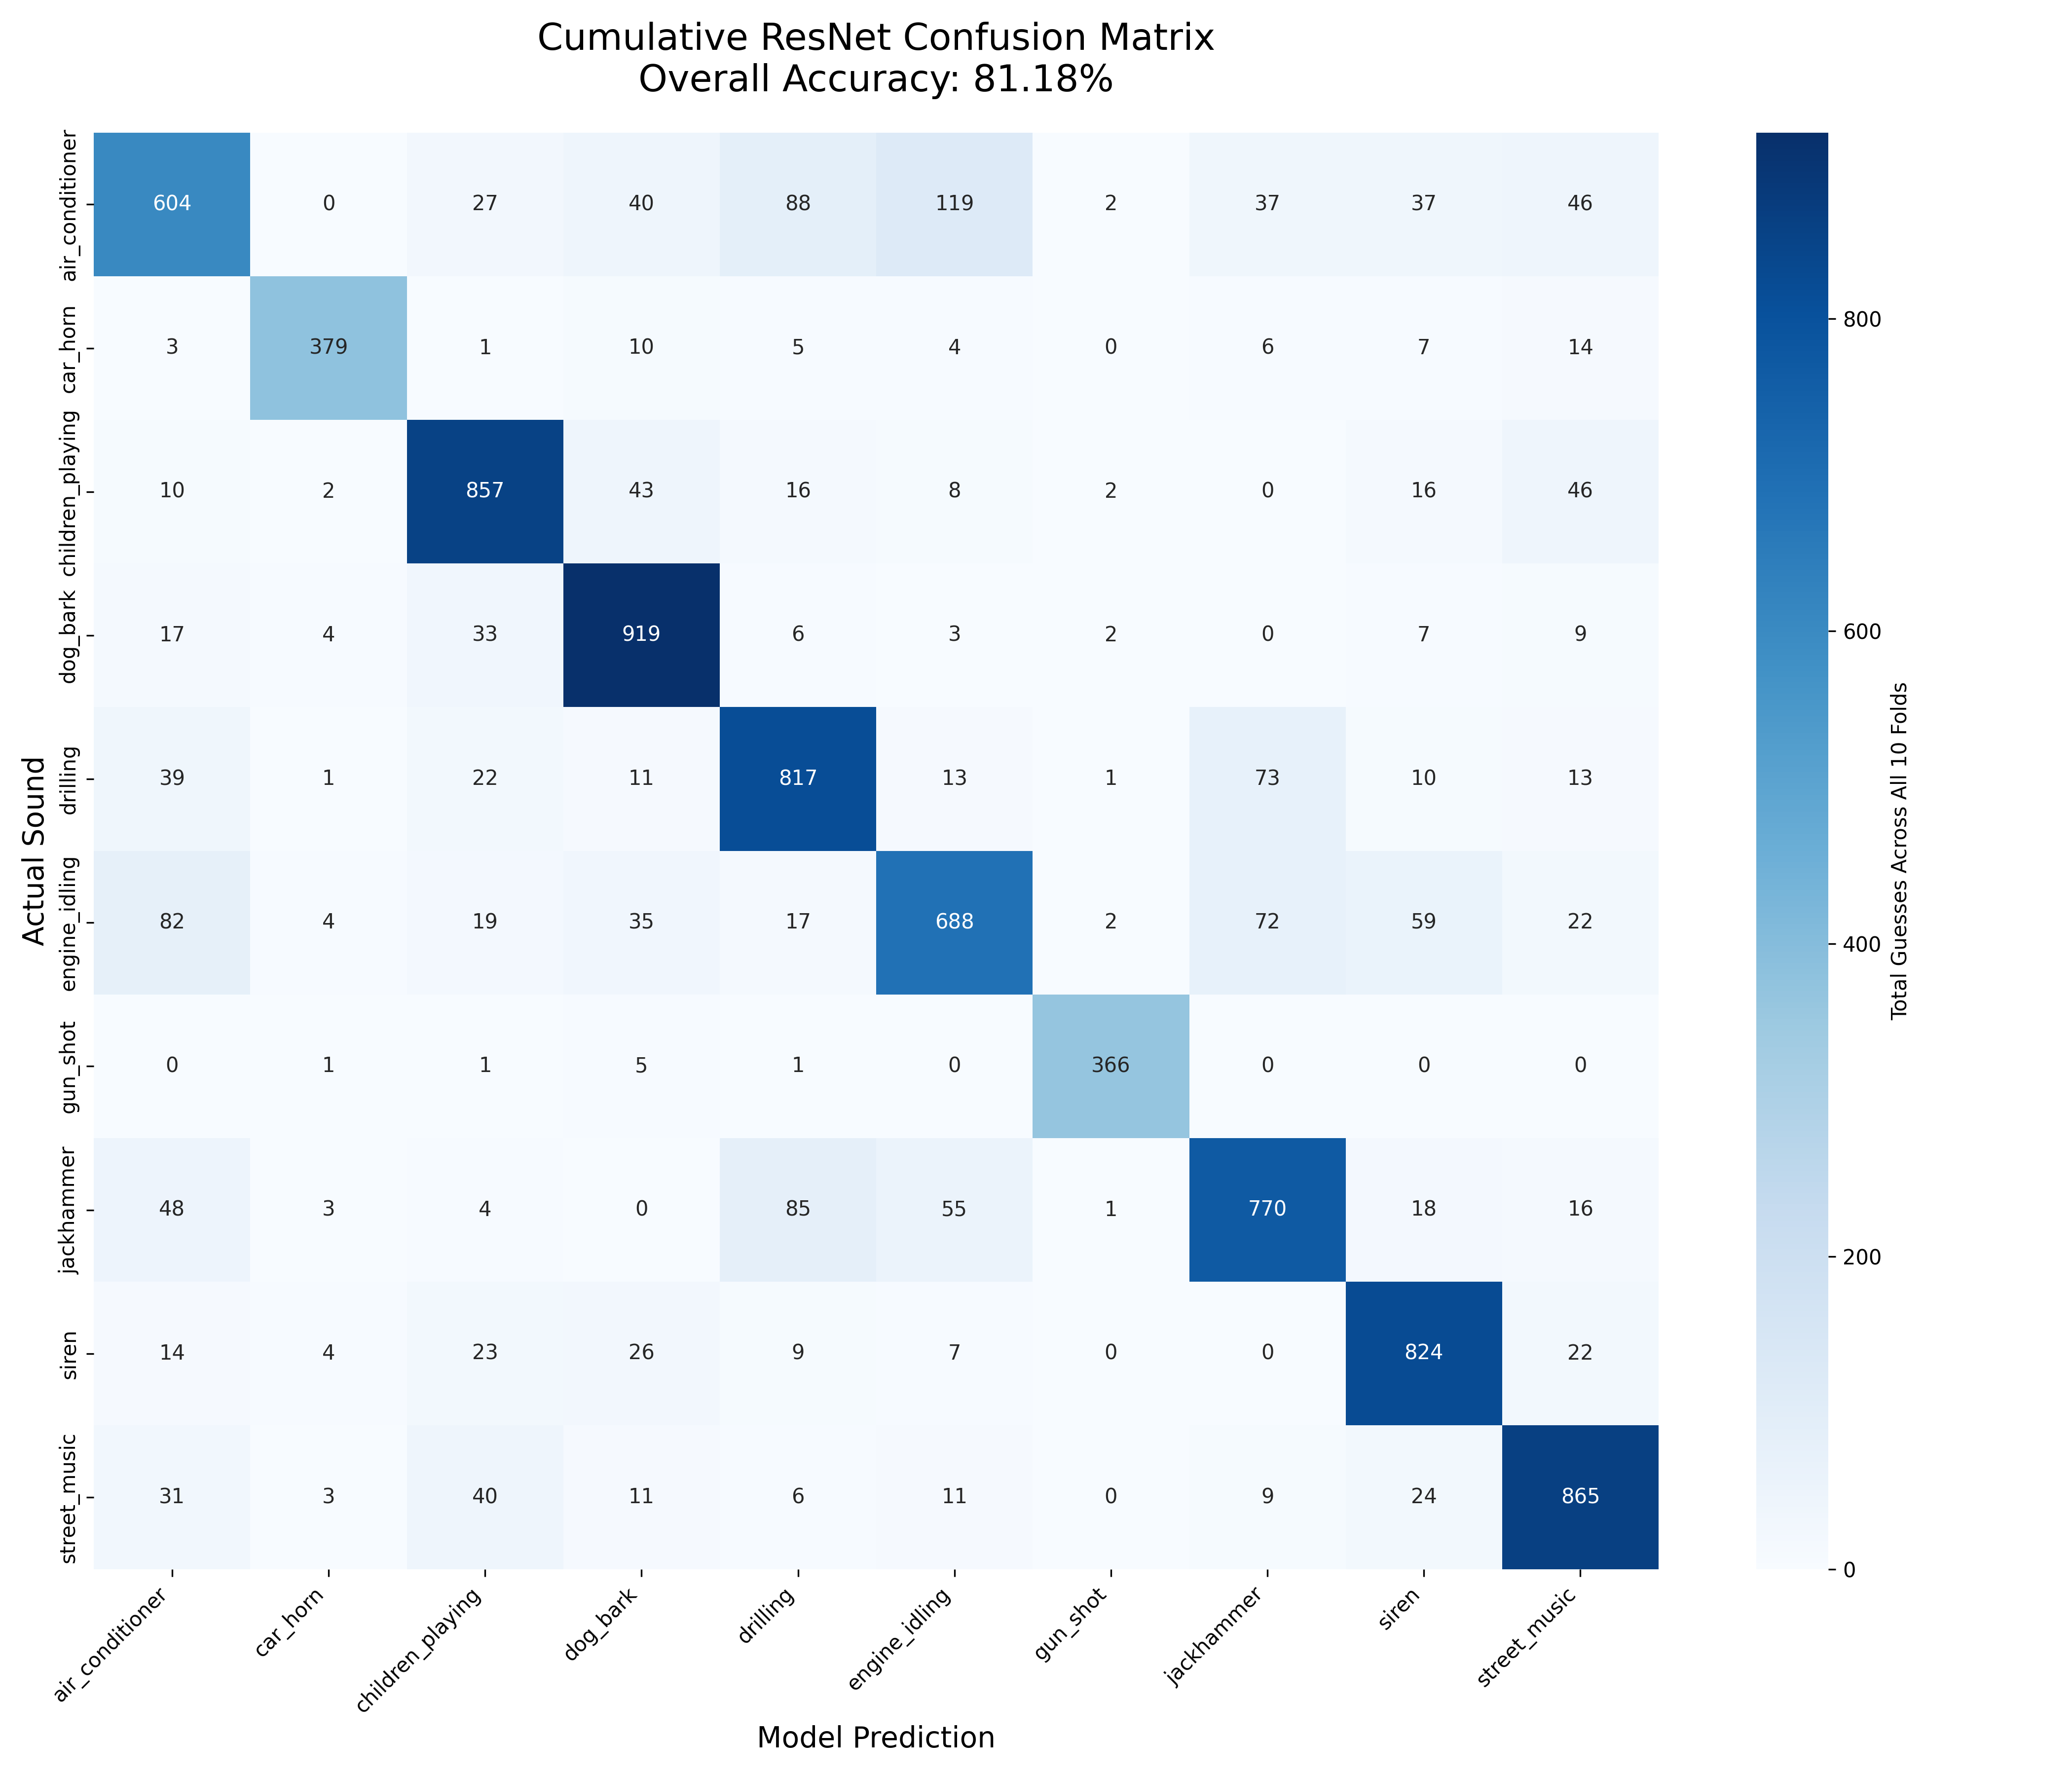 Cumulative ResNet Confusion Matrix
Overall Accuracy: 81.18%
Actual Sound
air_conditioner 604 0 27 40 88 119 2 37 37 46
car_horn 3 379 1 10 5 4 0 6 7 14
children_playing 10 2 857 43 16 8 2 0 16 46
dog_bark 17 4 33 919 6 3 2 0 7 9
drilling 39 1 22 11 817 13 1 73 10 13
engine_idling 82 4 19 35 17 688 2 72 59 22
gun_shot 0 1 1 5 1 0 366 0 0 0
jackhammer 48 3 4 0 85 55 1 770 18 16
siren 14 4 23 26 9 7 0 0 824 22
street_music 31 3 40 11 6 11 0 9 24 865
air_conditioner car_horn children_playing dog_bark drilling engine_idling gun_shot jackhammer siren street_music
Model Prediction
800
600
400
200
0
Total Guesses Across All 10 Folds